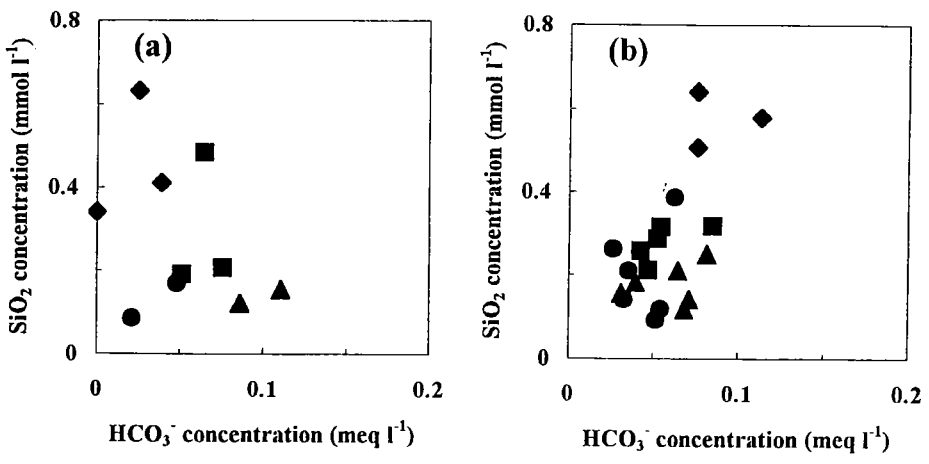 (a)
SiO₂ concentration (mmol l⁻¹)
0.8
0.4
0
0
0.1
0.2
HCO₃⁻ concentration (meq l⁻¹)
(b)
SiO₂ concentration (mmol l⁻¹)
0.8
0.4
0
0
0.1
0.2
HCO₃⁻ concentration (meq l⁻¹)